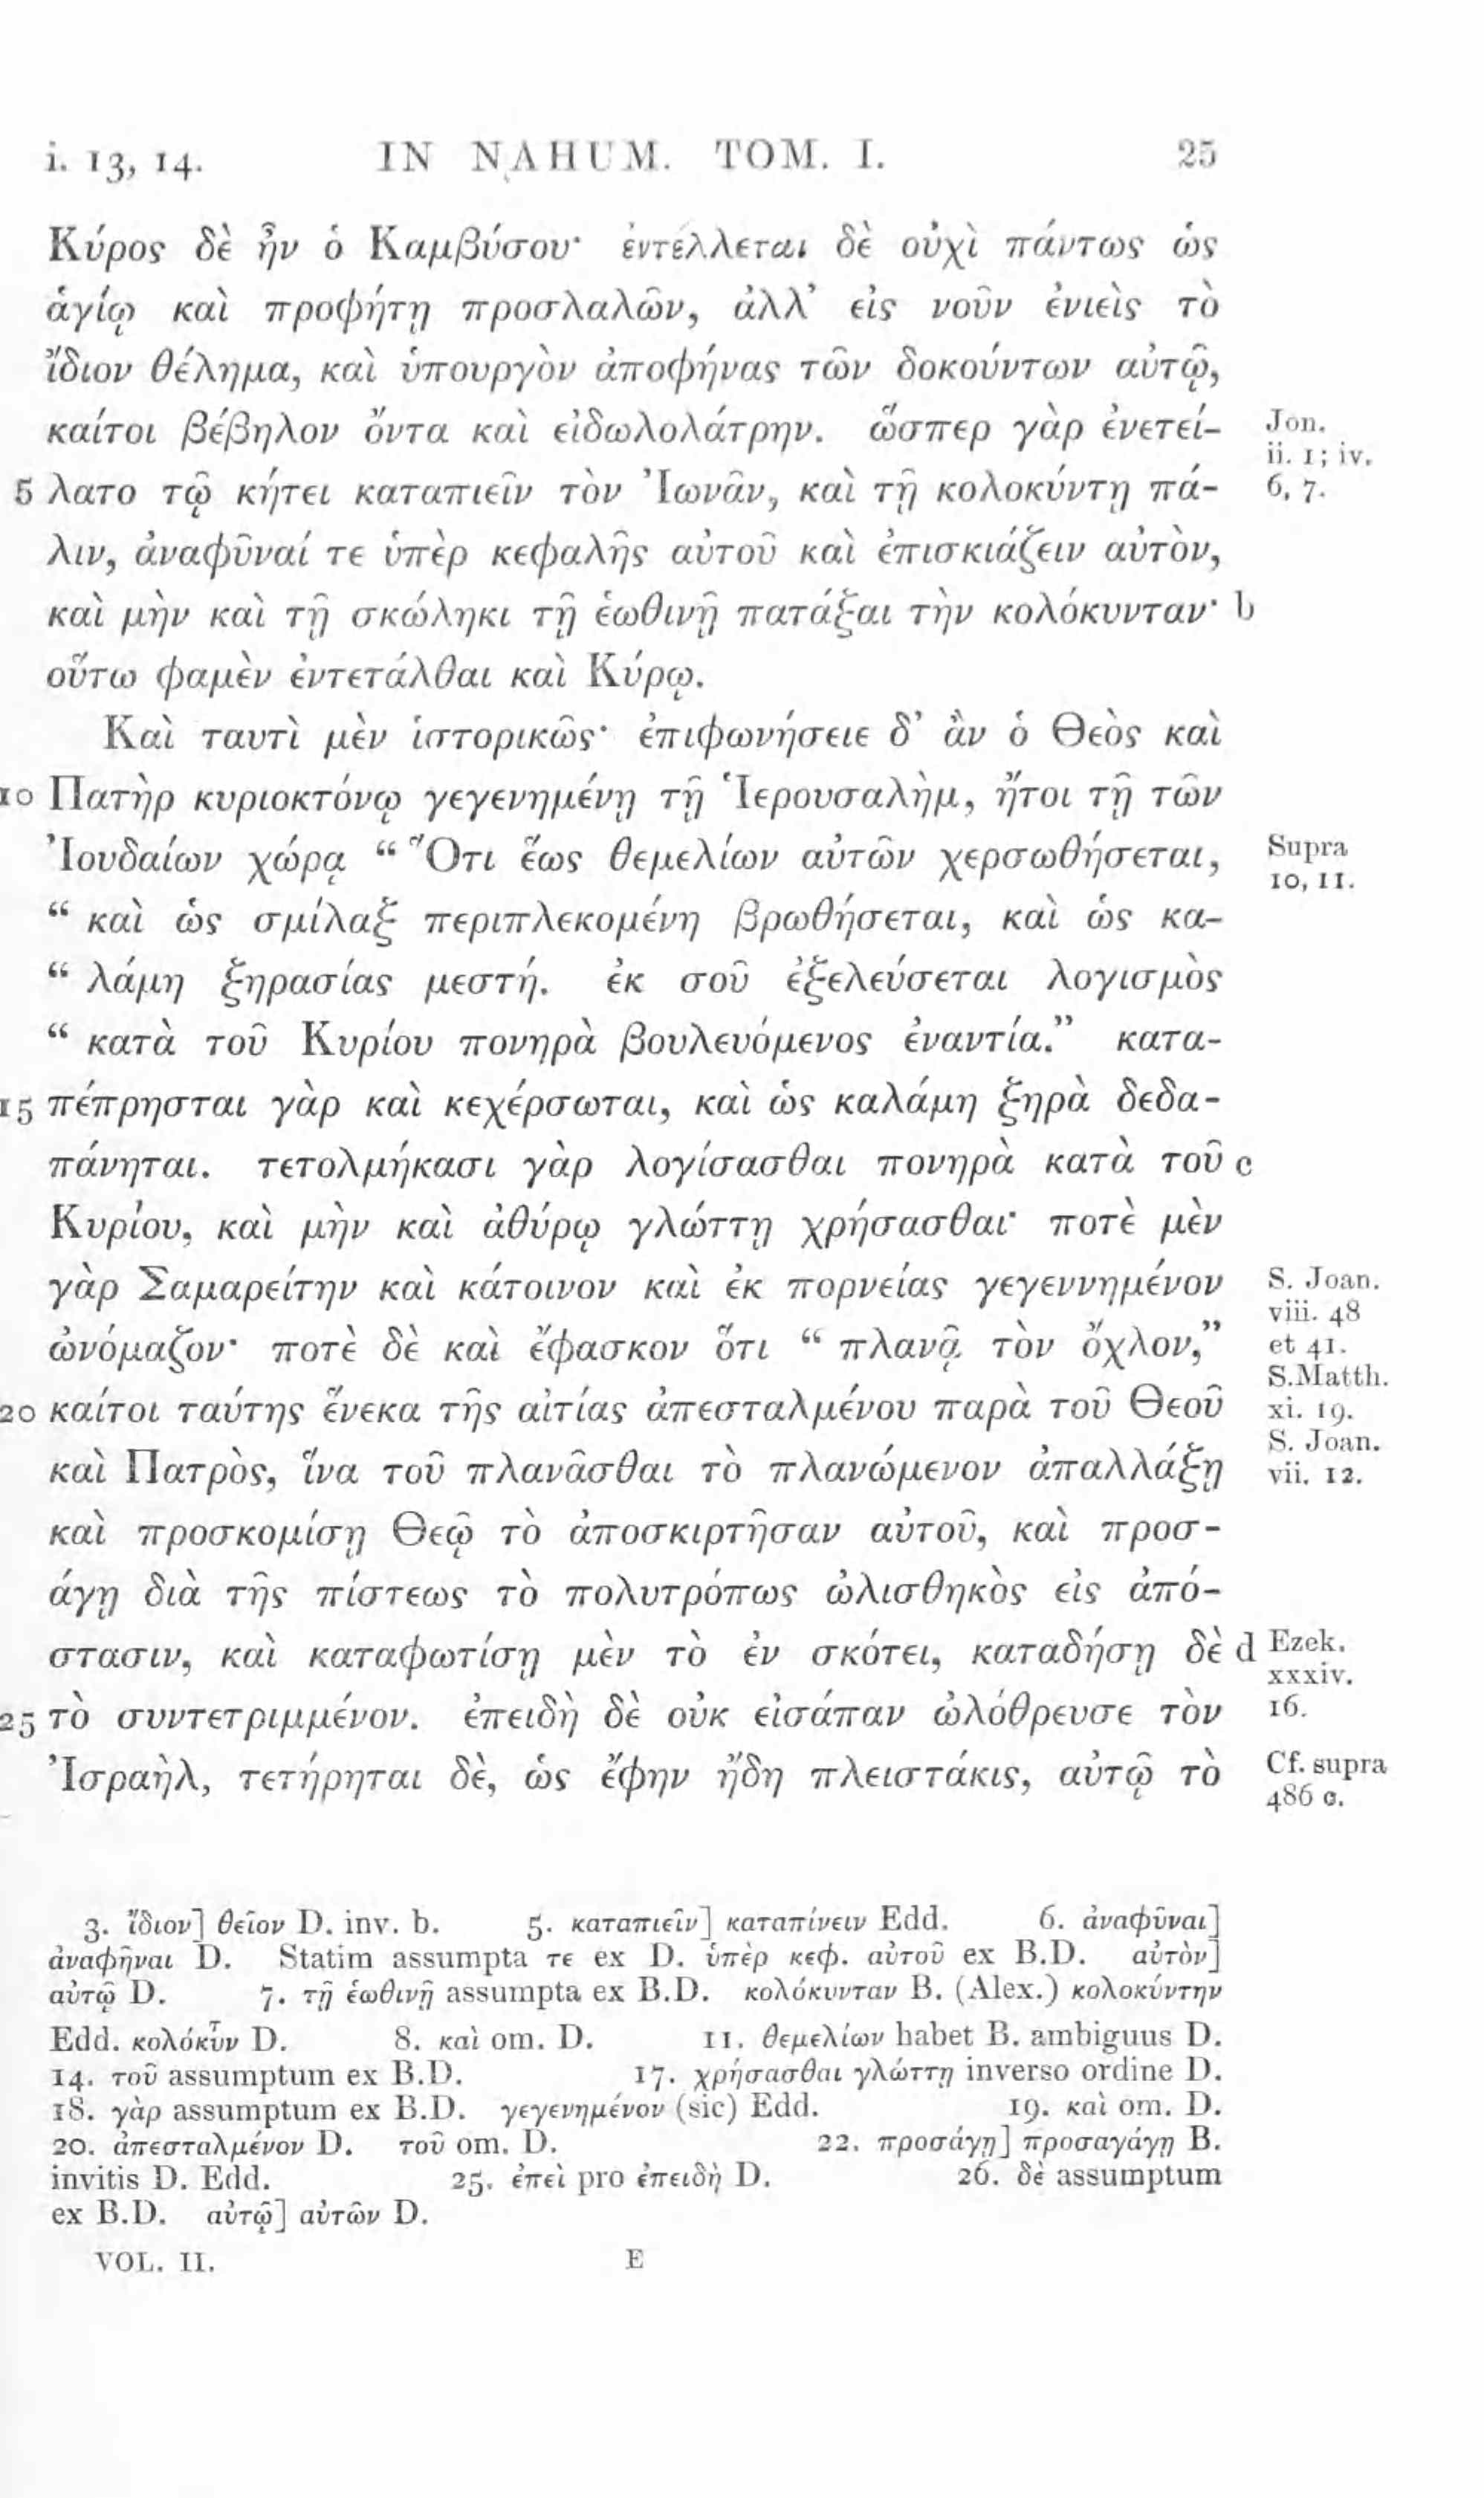 i. 13, 14. IN NAHUM. TOM. I. 25
Κύρος δὲ ἦν ὁ Καμβύσου· ἐντέλλεται δὲ οὐχὶ πάντως ὡς
ἁγίῳ καὶ προφήτῃ προσλαλῶν, ἀλλ’ εἰς νοῦν ἐνιεὶς τὸ
ἴδιον θέλημα, καὶ ὑπουργὸν ἀποφήνας τῶν δοκούντων αὐτῷ,
καίτοι βέβηλον ὄντα καὶ εἰδωλολάτρην. ὥσπερ γὰρ ἐνετεί- Jon.
ii. 1; iv.
5 λατο τῷ κήτει καταπιεῖν τὸν Ἰωνᾶν, καὶ τῇ κολοκύντῃ πά- 6, 7.
λιν, ἀναφῦναί τε ὑπὲρ κεφαλῆς αὐτοῦ καὶ ἐπισκιάζειν αὐτὸν,
καὶ μὴν καὶ τῇ σκώληκι τῇ ἑωθινῇ πατάξαι τὴν κολόκυνταν· b
οὕτω φαμὲν ἐντετάλθαι καὶ Κύρῳ.
Καὶ ταυτὶ μὲν ἱστορικῶς· ἐπιφωνήσειε δ’ ἂν ὁ Θεὸς καὶ
10 Πατὴρ κυριοκτόνῳ γεγενημένῃ τῇ Ἱερουσαλὴμ, ἤτοι τῇ τῶν
Ἰουδαίων χώρᾳ “ Ὅτι ἕως θεμελίων αὐτῶν χερσωθήσεται, Supra
10, 11.
“ καὶ ὡς σμίλαξ περιπλεκομένη βρωθήσεται, καὶ ὡς κα-
“ λάμη ξηρασίας μεστή. ἐκ σοῦ ἐξελεύσεται λογισμὸς
“ κατὰ τοῦ Κυρίου πονηρὰ βουλευόμενος ἐναντία.” κατα-
15 πέπρησται γὰρ καὶ κεχέρσωται, καὶ ὡς καλάμη ξηρὰ δεδα-
πάνηται. τετολμήκασι γὰρ λογίσασθαι πονηρὰ κατὰ τοῦ c
Κυρίου, καὶ μὴν καὶ ἀθύρῳ γλώττῃ χρήσασθαι· ποτὲ μὲν
γὰρ Σαμαρείτην καὶ κάτοινον καὶ ἐκ πορνείας γεγεννημένον S. Joan.
viii. 48
ὠνόμαζον· ποτὲ δὲ καὶ ἔφασκον ὅτι “ πλανᾷ τὸν ὄχλον,” et 41.
S.Matth.
20 καίτοι ταύτης ἕνεκα τῆς αἰτίας ἀπεσταλμένου παρὰ τοῦ Θεοῦ xi. 19.
S. Joan.
καὶ Πατρὸς, ἵνα τοῦ πλανᾶσθαι τὸ πλανώμενον ἀπαλλάξῃ vii. 12.
καὶ προσκομίσῃ Θεῷ τὸ ἀποσκιρτῆσαν αὐτοῦ, καὶ προσ-
άγῃ διὰ τῆς πίστεως τὸ πολυτρόπως ὠλισθηκὸς εἰς ἀπό-
στασιν, καὶ καταφωτίσῃ μὲν τὸ ἐν σκότει, καταδήσῃ δὲ d Ezek.
xxxiv.
25 τὸ συντετριμμένον. ἐπειδὴ δὲ οὐκ εἰσάπαν ὠλόθρευσε τὸν 16.
Ἰσραὴλ, τετήρηται δὲ, ὡς ἔφην ἤδη πλειστάκις, αὐτῷ τὸ Cf. supra
486 c.
3. ἴδιον] θεῖον D. inv. b. 5. καταπιεῖν] καταπίνειν Edd. 6. ἀναφῦναι]
ἀναφῆναι D. Statim assumpta τε ex D. ὑπὲρ κεφ. αὐτοῦ ex B.D. αὐτὸν]
αὐτῷ D. 7. τῇ ἑωθινῇ assumpta ex B.D. κολόκυνταν B. (Alex.) κολοκύντην
Edd. κολόκῦν D. 8. καὶ om. D. 11. θεμελίων habet B. ambiguus D.
14. τοῦ assumptum ex B.D. 17. χρήσασθαι γλώττῃ inverso ordine D.
18. γὰρ assumptum ex B.D. γεγενημένον (sic) Edd. 19. καὶ om. D.
20. ἀπεσταλμένον D. τοῦ om. D. 22. προσάγῃ] προσαγάγῃ B.
invitis D. Edd. 25. ἐπεὶ pro ἐπειδὴ D. 26. δὲ assumptum
ex B.D. αὐτῷ] αὐτῶν D.
VOL. II. E